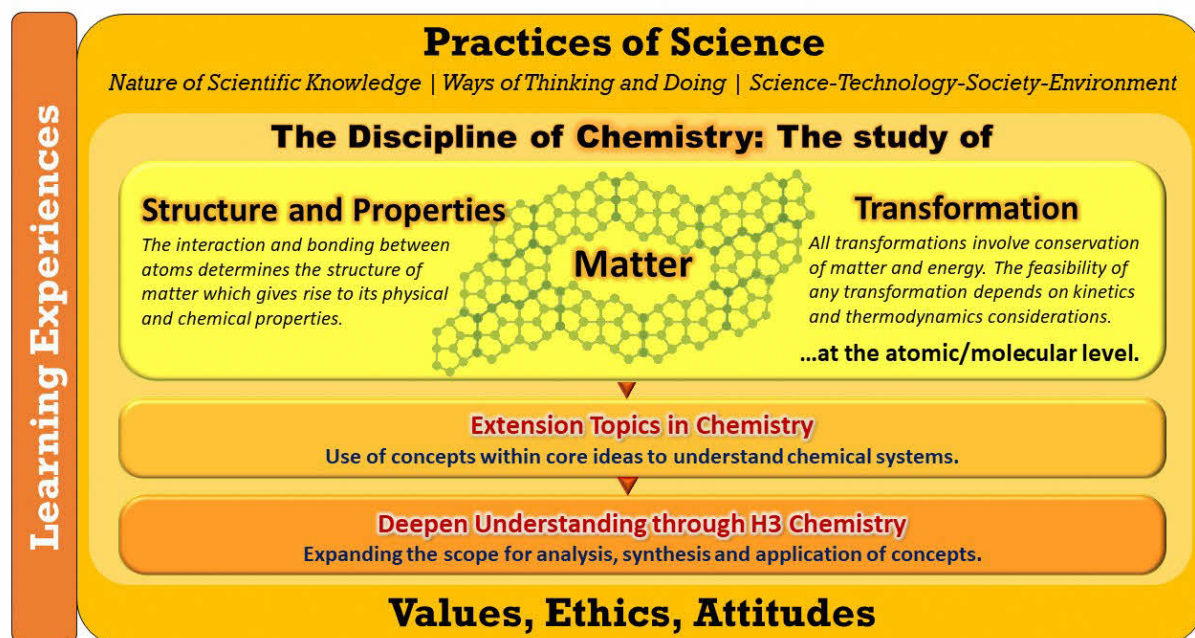 Learning Experiences
Practices of Science
Nature of Scientific Knowledge | Ways of Thinking and Doing | Science-Technology-Society-Environment
The Discipline of Chemistry: The study of
Structure and Properties
The interaction and bonding between
atoms determines the structure of
matter which gives rise to its physical
and chemical properties.
Matter
Transformation
All transformations involve conservation
of matter and energy. The feasibility of
any transformation depends on kinetics
and thermodynamics considerations.
...at the atomic/molecular level.
Extension Topics in Chemistry
Use of concepts within core ideas to understand chemical systems.
Deepen Understanding through H3 Chemistry
Expanding the scope for analysis, synthesis and application of concepts.
Values, Ethics, Attitudes